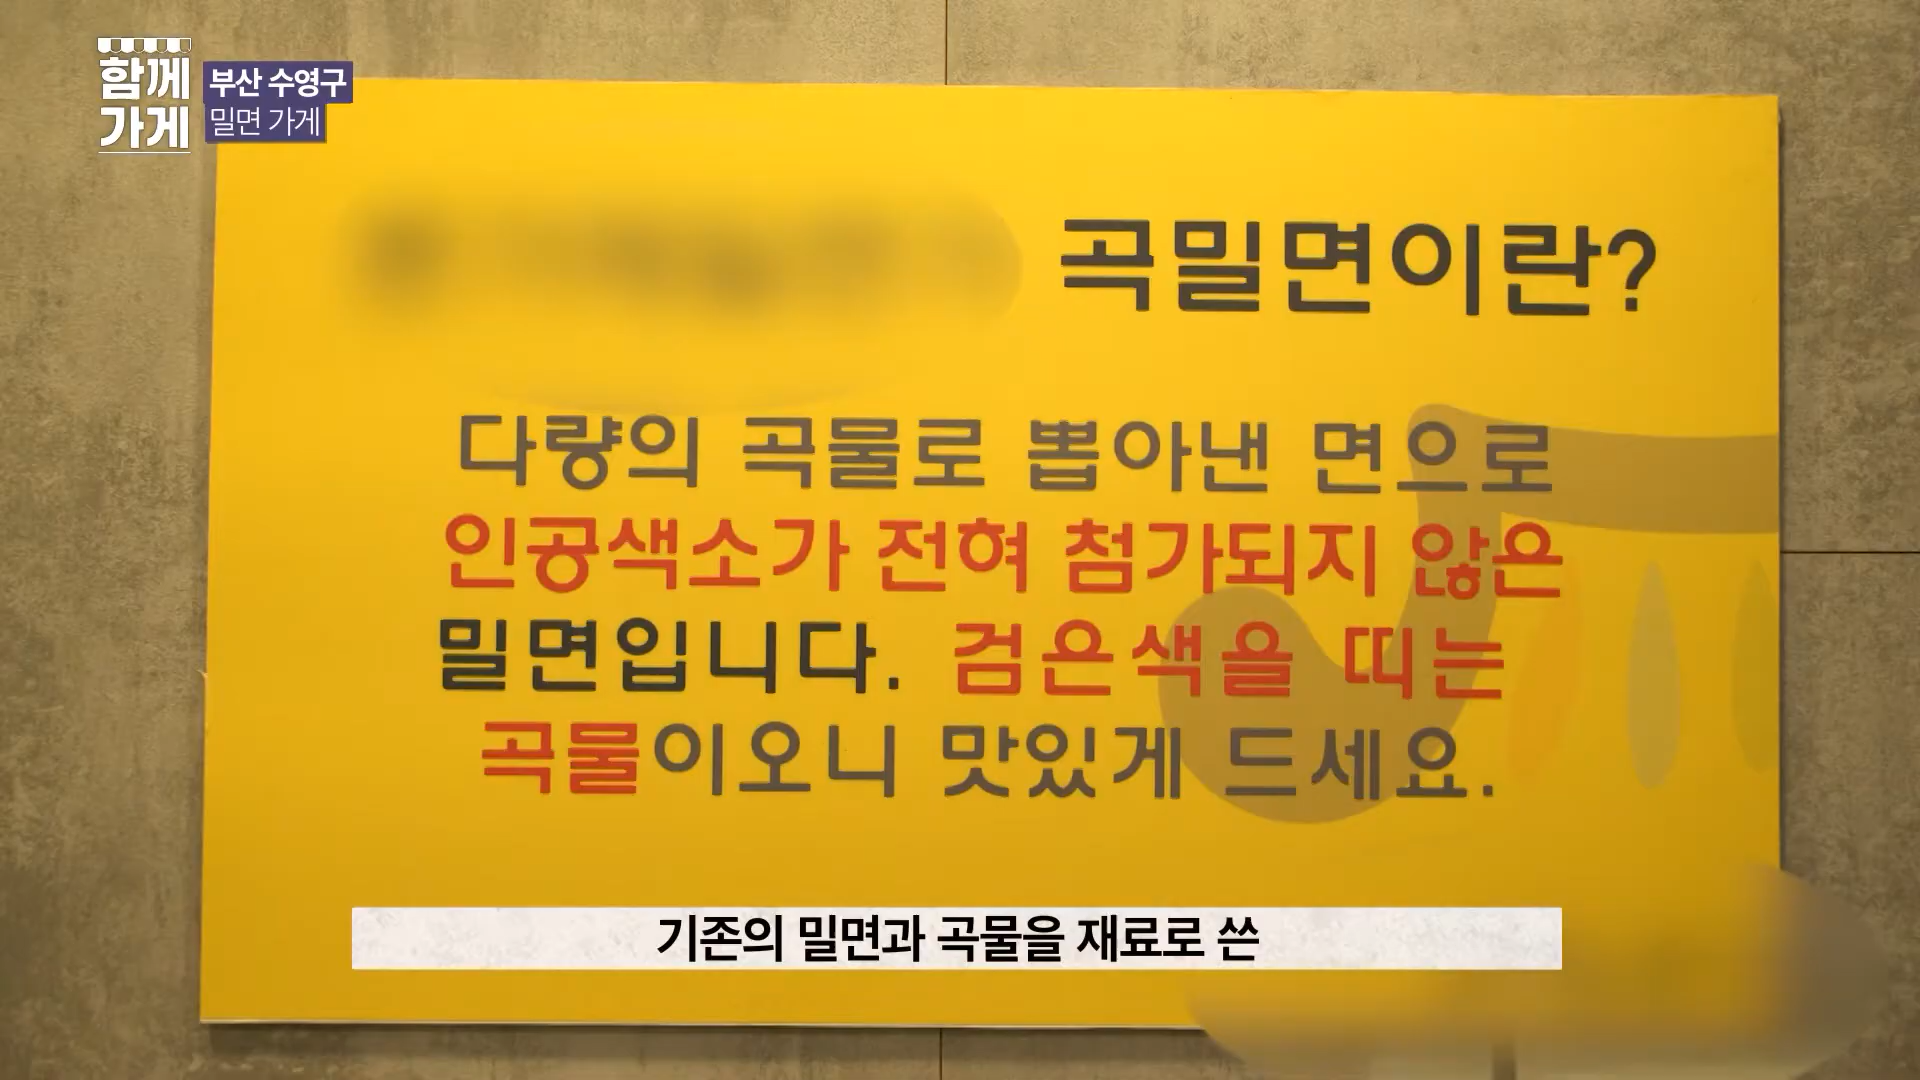 함께
가게
부산 수영구
밀면 가게
곡밀면이란?
다량의 곡물로 뽑아낸 면으로
인공색소가 전혀 첨가되지 않은
밀면입니다. 검은색을 띠는
곡물이오니 맛있게 드세요.
기존의 밀면과 곡물을 재료로 쓴